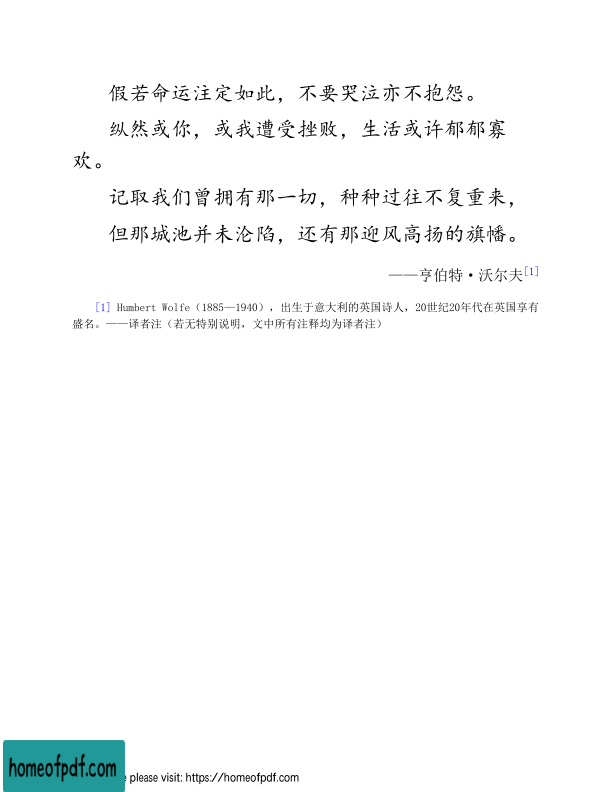 假若命运注定如此，不要哭泣亦不抱怨。
纵然或你，或我遭受挫败，生活或许郁郁寡
欢。
记取我们曾拥有那一切，种种过往不复重来，
但那城池并未沦陷，还有那迎风高扬的旗幡。
——亨伯特·沃尔夫[1]
[1] Humbert Wolfe（1885—1940），出生于意大利的英国诗人，20世纪20年代在英国享有
盛名。——译者注（若无特别说明，文中所有注释均为译者注）
homeofpdf.com
e please visit: https://homeofpdf.com